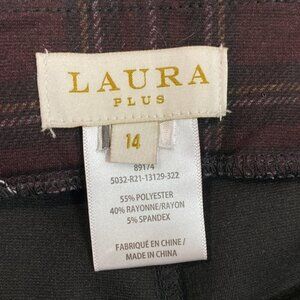 LAURA
PLUS
14
89174
5032-R21-13129-322
55% POLYESTER
40% RAYONNE/RAYON
5% SPANDEX
FABRIQUÉ EN CHINE /
MADE IN CHINA